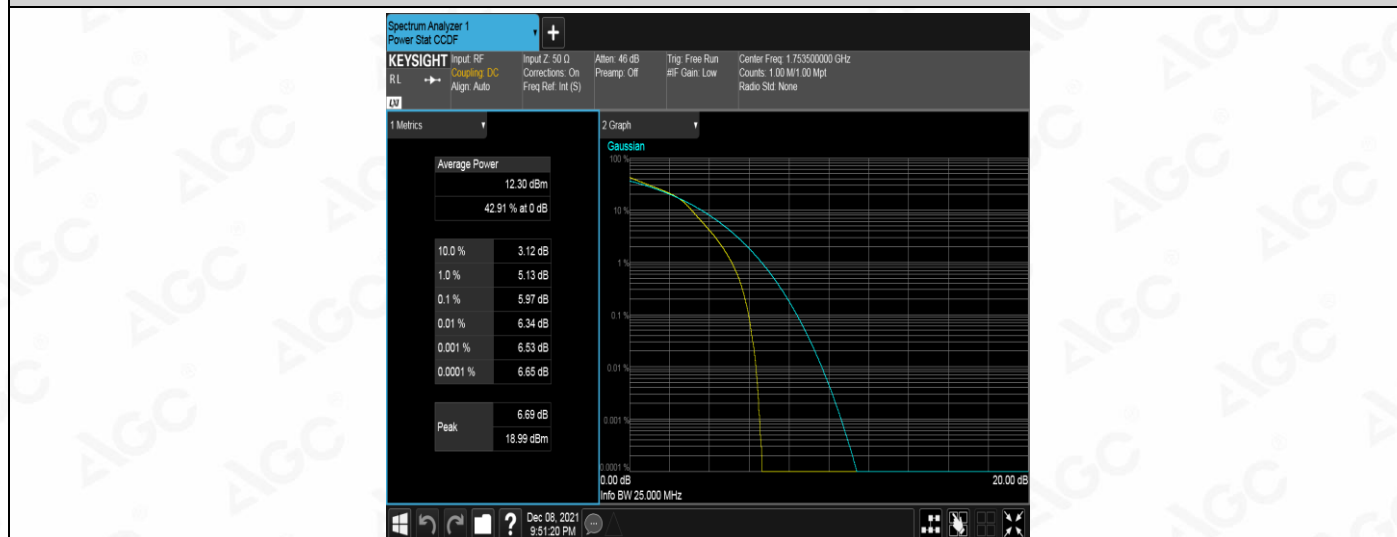 Spectrum Analyzer 1
Power Stat CCDF
+
KEYSIGHT
RL
LXI
Input: RF
Coupling: DC
Align: Auto
Input Z: 50 Ω
Corrections: On
Freq Ref: Int (S)
Atten: 46 dB
Preamp: Off
Trig: Free Run
#IF Gain: Low
Center Freq: 1.753500000 GHz
Counts: 1.00 M/1.00 Mpt
Radio Std: None
1 Metrics
Average Power
12.30 dBm
42.91 % at 0 dB
10.0 % 3.12 dB
1.0 % 5.13 dB
0.1 % 5.97 dB
0.01 % 6.34 dB
0.001 % 6.53 dB
0.0001 % 6.65 dB
Peak
6.69 dB
18.99 dBm
2 Graph
Gaussian
100 %
10 %
1 %
0.1 %
0.01 %
0.001 %
0.0001 %
0.00 dB 20.00 dB
Info BW 25.000 MHz
?
Dec 08, 2021
9:51:20 PM
AGC